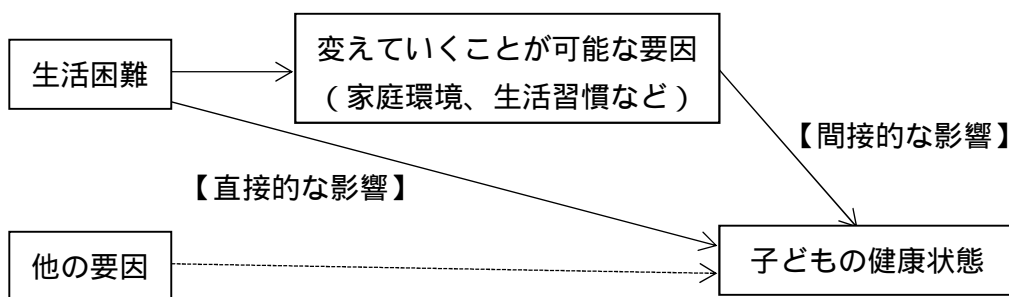 生活困難
変えていくことが可能な要因
（家庭環境、生活習慣など）
【間接的な影響】
【直接的な影響】
他の要因
子どもの健康状態